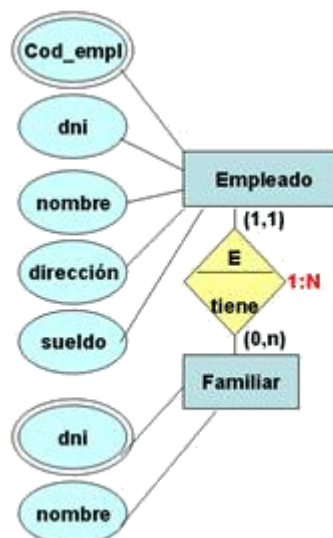 Cod_empl
dni
nombre
dirección
sueldo
Empleado
(1,1)
E
tiene
1:N
(0,n)
Familiar
dni
nombre